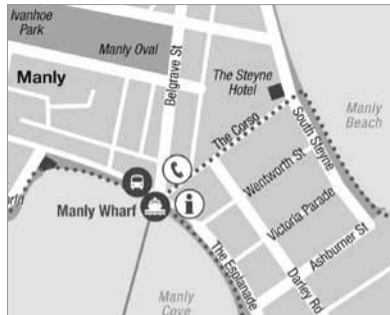 Ivanhoe
Park
Manly Oval
Belgrave St
Manly
The Steyne
Hotel
Manly
Beach
The Corso
South Steyne
Wentworth St
Victoria Parade
Ashburner St
Manly Wharf
i
The Esplanade
Darley Rd
Manly
Cove